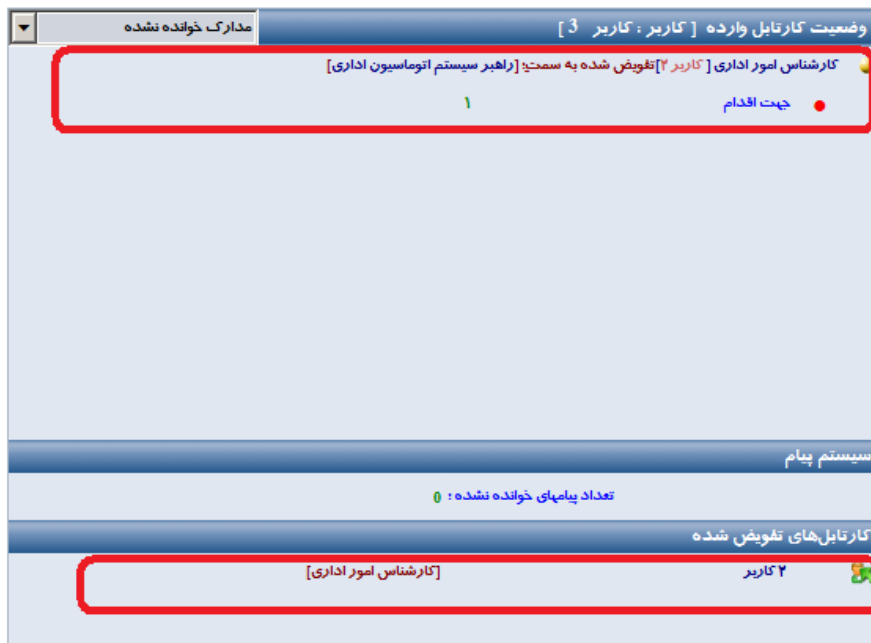 وضعیت کارتابل وارده [ کاربر : کاربر 3 ] مدارک خوانده نشده
کارشناس امور اداری [ کاربر ۲]تفویض شده به سمت: [راهبر سیستم اتوماسیون اداری]
جهت اقدام ۱
سیستم پیام
تعداد پیامهای خوانده نشده : 0
کارتابل‌های تفویض شده
۲ کاربر [کارشناس امور اداری]